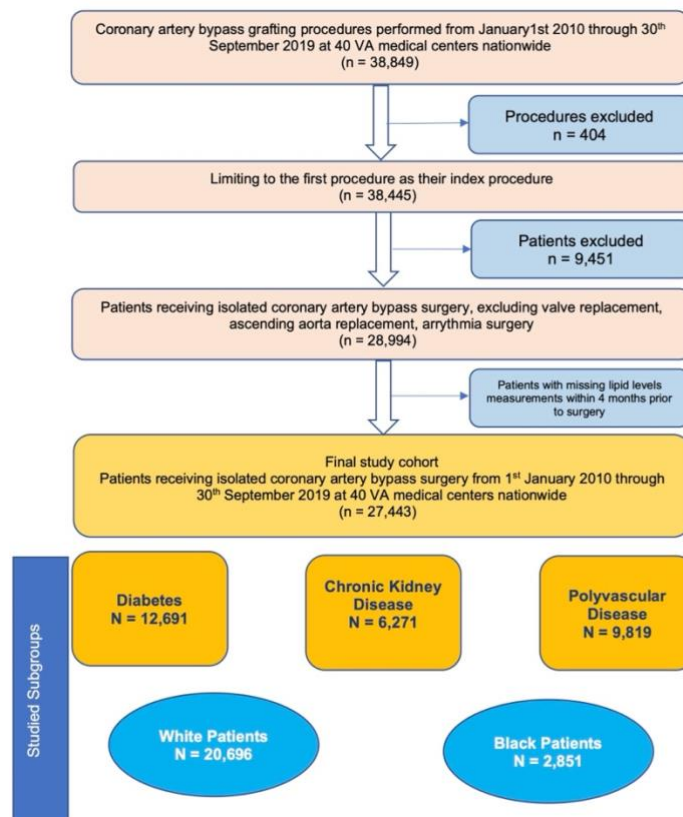 Coronary artery bypass grafting procedures performed from January1st 2010 through 30th
September 2019 at 40 VA medical centers nationwide
(n = 38,849)
Procedures excluded
n = 404
Limiting to the first procedure as their index procedure
(n = 38,445)
Patients excluded
n = 9,451
Patients receiving isolated coronary artery bypass surgery, excluding valve replacement,
ascending aorta replacement, arrythmia surgery
(n = 28,994)
Patients with missing lipid levels
measurements within 4 months prior
to surgery
Final study cohort
Patients receiving isolated coronary artery bypass surgery from 1st January 2010 through
30th September 2019 at 40 VA medical centers nationwide
(n = 27,443)
Studied Subgroups
Diabetes
N = 12,691
Chronic Kidney
Disease
N = 6,271
Polyvascular
Disease
N = 9,819
White Patients
N = 20,696
Black Patients
N = 2,851